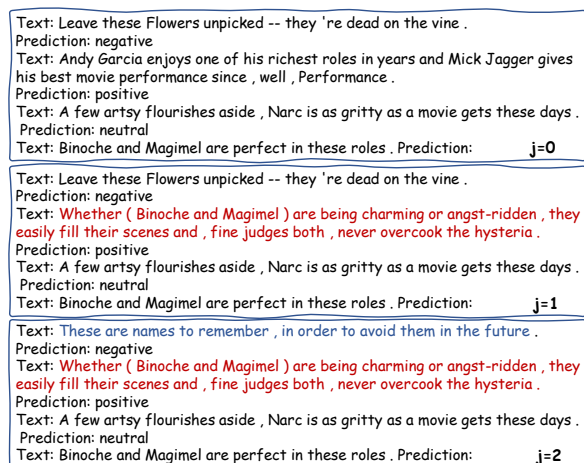 Text: Leave these Flowers unpicked -- they 're dead on the vine .
Prediction: negative
Text: Andy Garcia enjoys one of his richest roles in years and Mick Jagger gives
his best movie performance since , well , Performance .
Prediction: positive
Text: A few artsy flourishes aside , Narc is as gritty as a movie gets these days .
Prediction: neutral
Text: Binoche and Magimel are perfect in these roles . Prediction: j=0
Text: Leave these Flowers unpicked -- they 're dead on the vine .
Prediction: negative
Text: Whether ( Binoche and Magimel ) are being charming or angst-ridden , they
easily fill their scenes and , fine judges both , never overcook the hysteria .
Prediction: positive
Text: A few artsy flourishes aside , Narc is as gritty as a movie gets these days .
Prediction: neutral
Text: Binoche and Magimel are perfect in these roles . Prediction: j=1
Text: These are names to remember , in order to avoid them in the future .
Prediction: negative
Text: Whether ( Binoche and Magimel ) are being charming or angst-ridden , they
easily fill their scenes and , fine judges both , never overcook the hysteria .
Prediction: positive
Text: A few artsy flourishes aside , Narc is as gritty as a movie gets these days .
Prediction: neutral
Text: Binoche and Magimel are perfect in these roles . Prediction: j=2